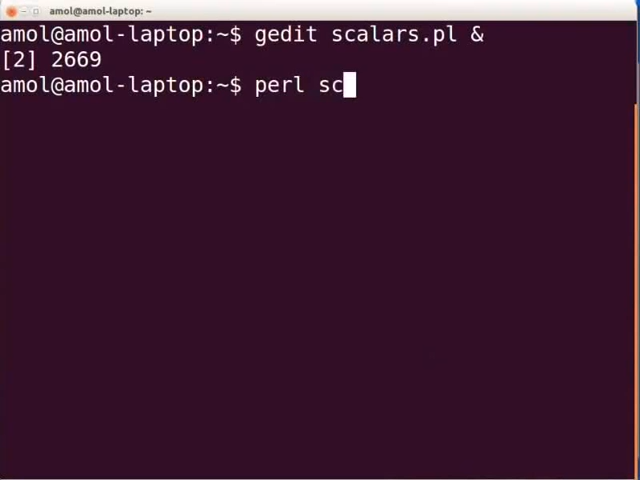 amol@amol-laptop: ~
amol@amol-laptop:~$ gedit scalars.pl &
[2] 2669
amol@amol-laptop:~$ perl sc